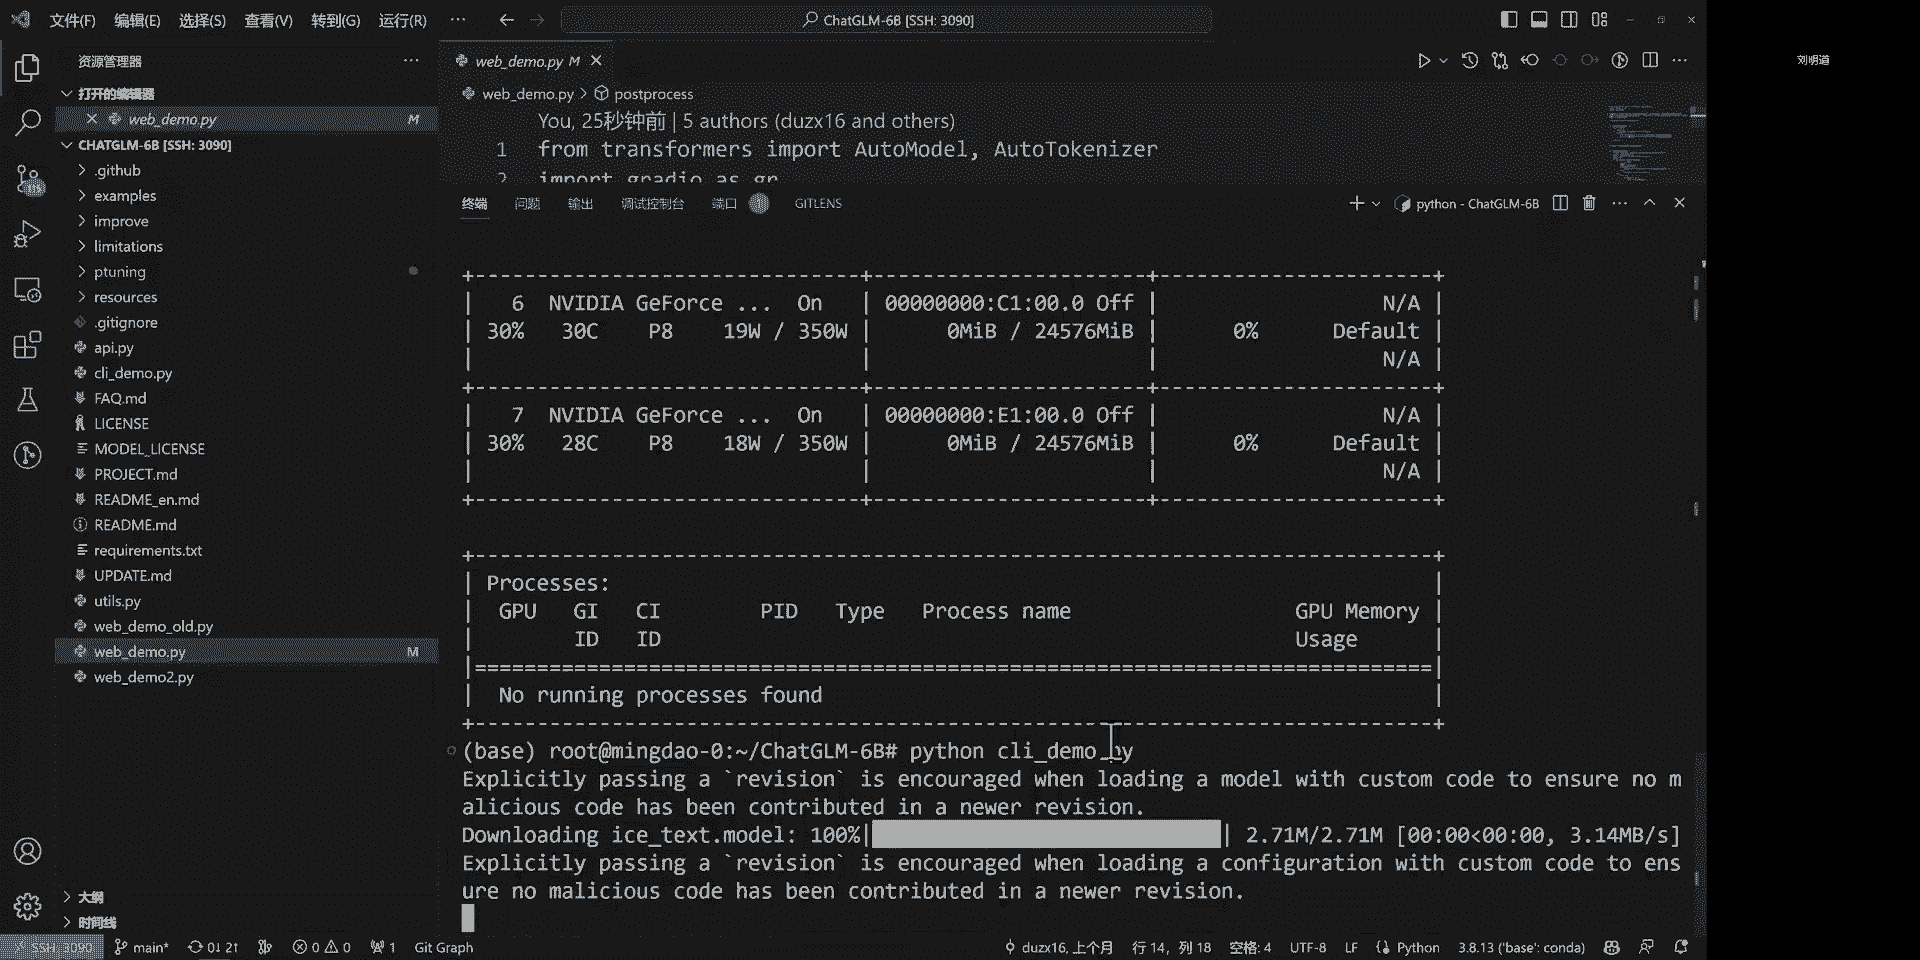 文件(F) 编辑(E) 选择(S) 查看(V) 转到(G) 运行(R) ··· ChatGLM-6B [SSH: 3090]
刘明道
资源管理器 ···
打开的编辑器
web_demo.py M
CHATGLM-6B [SSH: 3090]
.github
examples
improve
limitations
ptuning
resources
.gitignore
api.py
cli_demo.py
FAQ.md
LICENSE
MODEL_LICENSE
PROJECT.md
README_en.md
README.md
requirements.txt
UPDATE.md
utils.py
web_demo_old.py
web_demo.py M
web_demo2.py
大纲
时间线
web_demo.py M
web_demo.py > postprocess
You, 25秒钟前 | 5 authors (duzx16 and others)
1 from transformers import AutoModel, AutoTokenizer
2 import gradio as gr
终端 问题 输出 调试控制台 端口 1 GITLENS python - ChatGLM-6B
+-------------------------------+----------------------+----------------------+
| 6 NVIDIA GeForce ... On | 00000000:C1:00.0 Off | N/A |
| 30% 30C P8 19W / 350W | 0MiB / 24576MiB | 0% Default |
| | | N/A |
+-------------------------------+----------------------+----------------------+
| 7 NVIDIA GeForce ... On | 00000000:E1:00.0 Off | N/A |
| 30% 28C P8 18W / 350W | 0MiB / 24576MiB | 0% Default |
| | | N/A |
+-------------------------------+----------------------+----------------------+
+-----------------------------------------------------------------------------+
| Processes: |
| GPU GI CI PID Type Process name GPU Memory |
| ID ID Usage |
|=============================================================================|
| No running processes found |
+-----------------------------------------------------------------------------+
(base) root@mingdao-0:~/ChatGLM-6B# python cli_demo.py
Explicitly passing a `revision` is encouraged when loading a model with custom code to ensure no m
alicious code has been contributed in a newer revision.
Downloading ice_text.model: 100%| | 2.71M/2.71M [00:00<00:00, 3.14MB/s]
Explicitly passing a `revision` is encouraged when loading a configuration with custom code to ens
ure no malicious code has been contributed in a newer revision.
SSH: 3090 main* 0↓ 2↑ 0 0 1 Git Graph duzx16, 上个月 行 14，列 18 空格: 4 UTF-8 LF Python 3.8.13 ('base': conda)